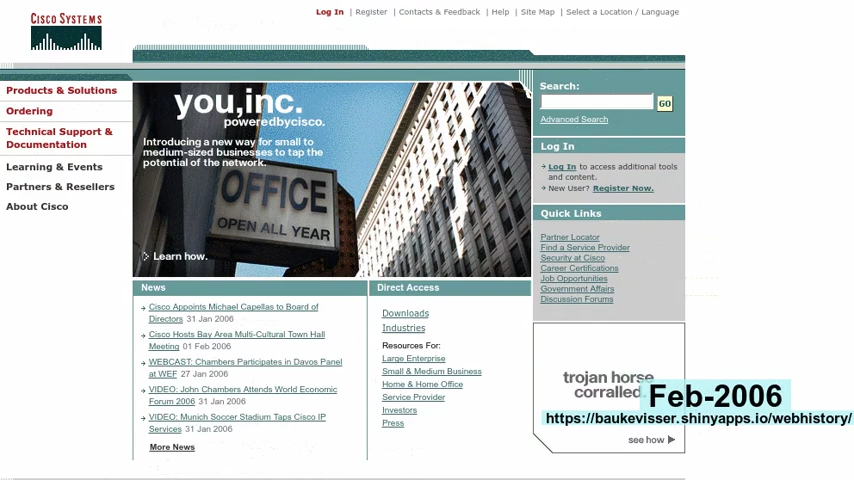 CISCO SYSTEMS
Log In | Register | Contacts & Feedback | Help | Site Map | Select a Location / Language
Products & Solutions
Ordering
Technical Support &
Documentation
Learning & Events
Partners & Resellers
About Cisco
you,inc.
poweredbycisco.
Introducing a new way for small to
medium-sized businesses to tap the
potential of the network.
OFFICE
OPEN ALL YEAR
Learn how.
Search:
GO
Advanced Search
Log In
Log In to access additional tools
and content.
New User? Register Now.
Quick Links
Partner Locator
Find a Service Provider
Security at Cisco
Career Certifications
Job Opportunities
Government Affairs
Discussion Forums
News
Cisco Appoints Michael Capellas to Board of
Directors 31 Jan 2006
Cisco Hosts Bay Area Multi-Cultural Town Hall
Meeting 01 Feb 2006
WEBCAST: Chambers Participates in Davos Panel
at WEF 27 Jan 2006
VIDEO: John Chambers Attends World Economic
Forum 2006 31 Jan 2006
VIDEO: Munich Soccer Stadium Taps Cisco IP
Services 31 Jan 2006
More News
Direct Access
Downloads
Industries
Resources For:
Large Enterprise
Small & Medium Business
Home & Home Office
Service Provider
Investors
Press
trojan horse
corralled.
see how
Feb-2006
https://baukevisser.shinyapps.io/webhistory/